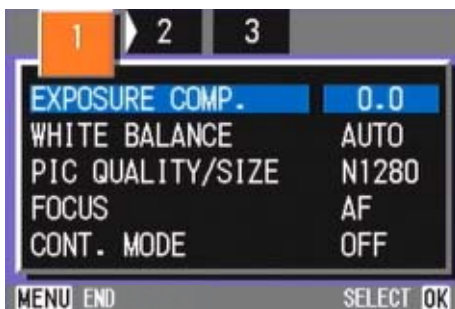 1 2 3
EXPOSURE COMP. 0.0
WHITE BALANCE AUTO
PIC QUALITY/SIZE N1280
FOCUS AF
CONT. MODE OFF
MENU END SELECT OK